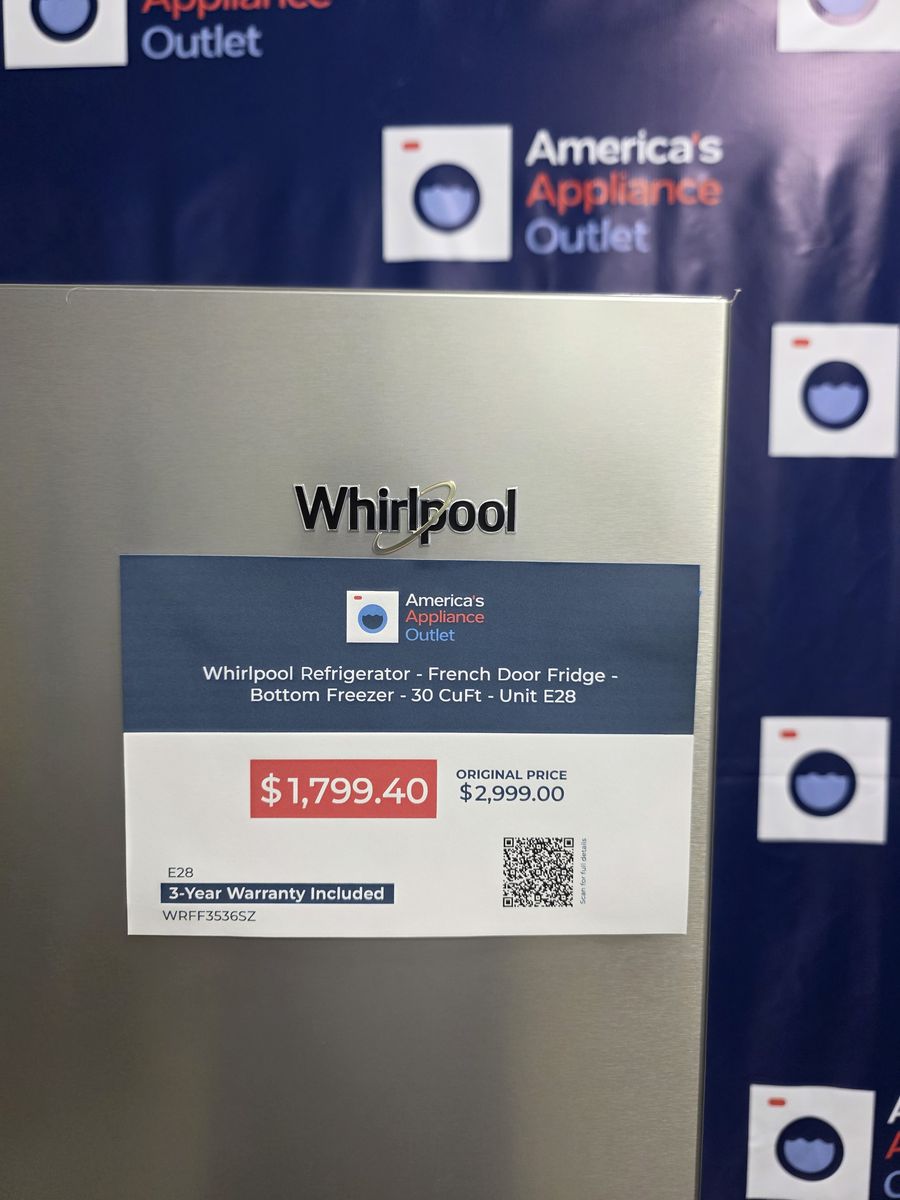 Appliance
Outlet
America's
Appliance
Outlet
Whirlpool
America's
Appliance
Outlet
Whirlpool Refrigerator - French Door Fridge -
Bottom Freezer - 30 CuFt - Unit E28
$1,799.40
ORIGINAL PRICE
$2,999.00
E28
3-Year Warranty Included
WRFF3536SZ
Scan for full details